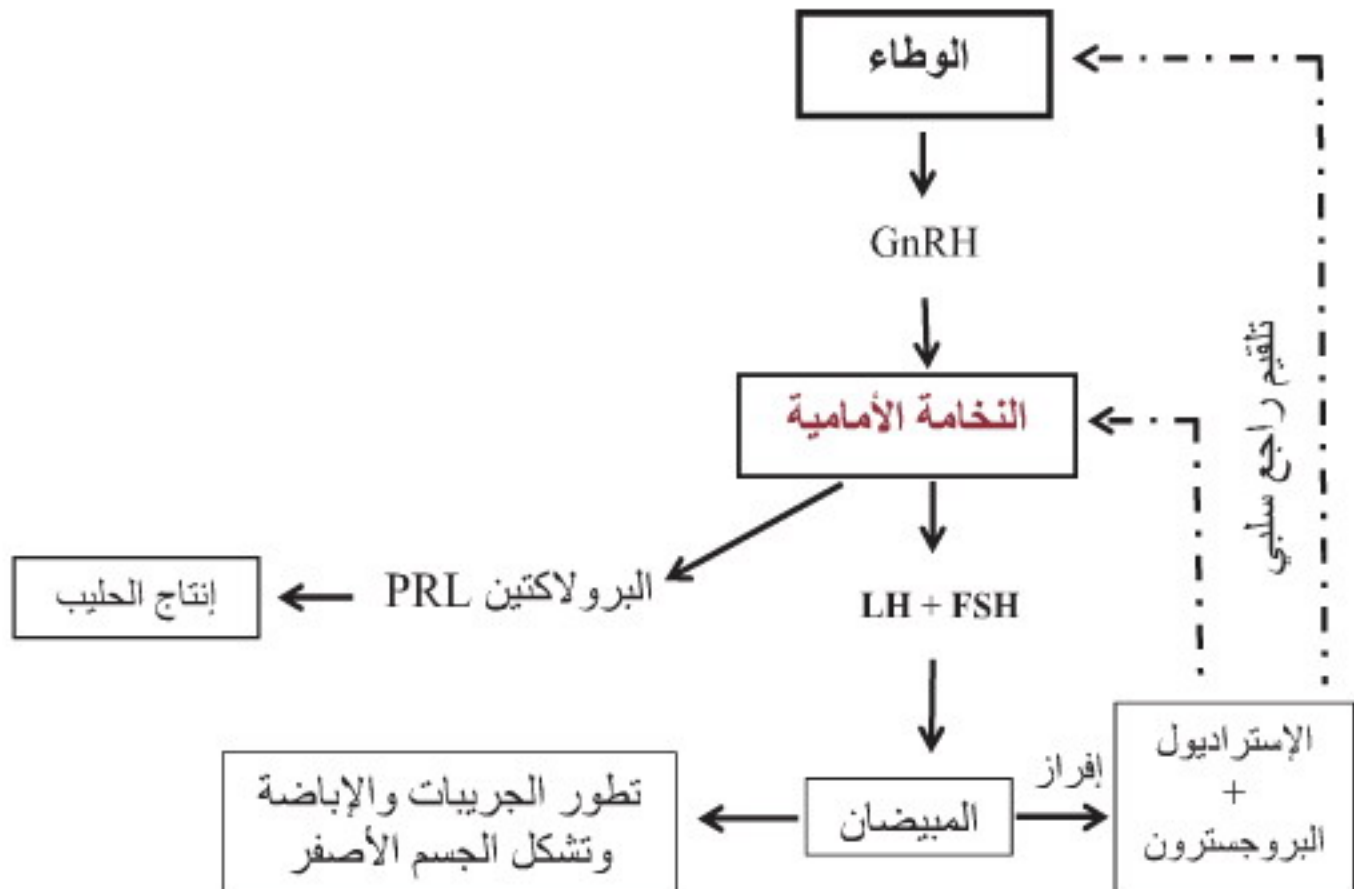 الوطاء
GnRH
النخامة الأمامية
تلقيم راجع سلبي
البرولاكتين PRL
إنتاج الحليب
LH + FSH
الإستراديول
+
البروجسترون
إفراز
المبيضان
تطور الجريبات والإباضة
وتشكل الجسم الأصفر